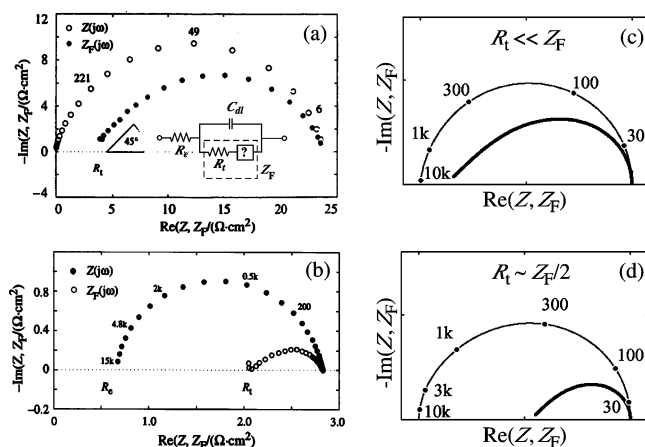 Z(jω)
Z_F(jω)
(a)
49
221
6
12
8
4
0
−4
−Im(Z, Z_F/(Ω·cm²)
45°
R_t
C_dl
R_e
R_t
?
Z_F
0 5 10 15 20 25
Re(Z, Z_F/(Ω·cm²)
(b)
Z(jω)
Z_F(jω)
0.5k
2k
200
4.8k
15k
R_e
R_t
0.8
0.4
0
−0.2
−Im(Z, Z_F/(Ω·cm²)
0 1.0 2.0 3.0
Re(Z, Z_F/(Ω·cm²)
(c)
R_t << Z_F
300
100
1k
30
10k
-Im(Z, Z_F)
Re(Z, Z_F)
(d)
R_t ~ Z_F/2
300
1k
100
3k
30
10k
-Im(Z, Z_F)
Re(Z, Z_F)